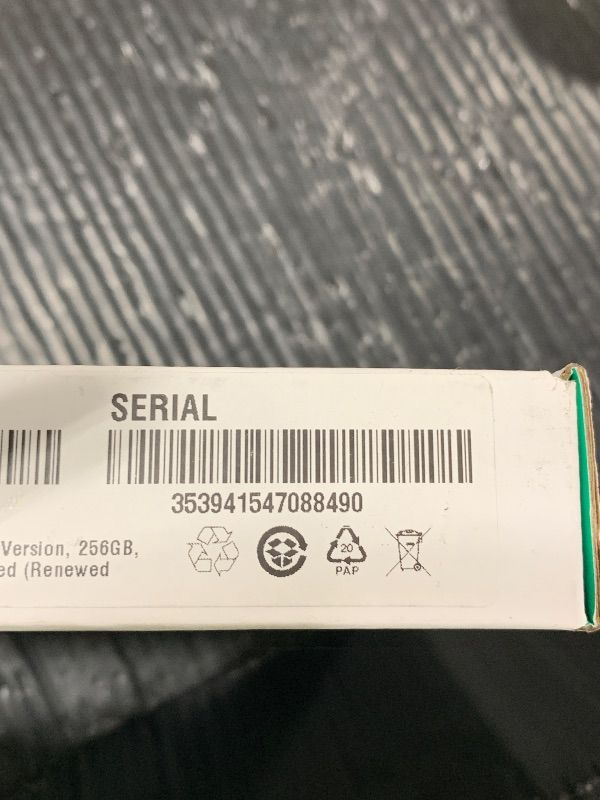 SERIAL
353941547088490
Version, 256GB,
ed (Renewed
20
PAP